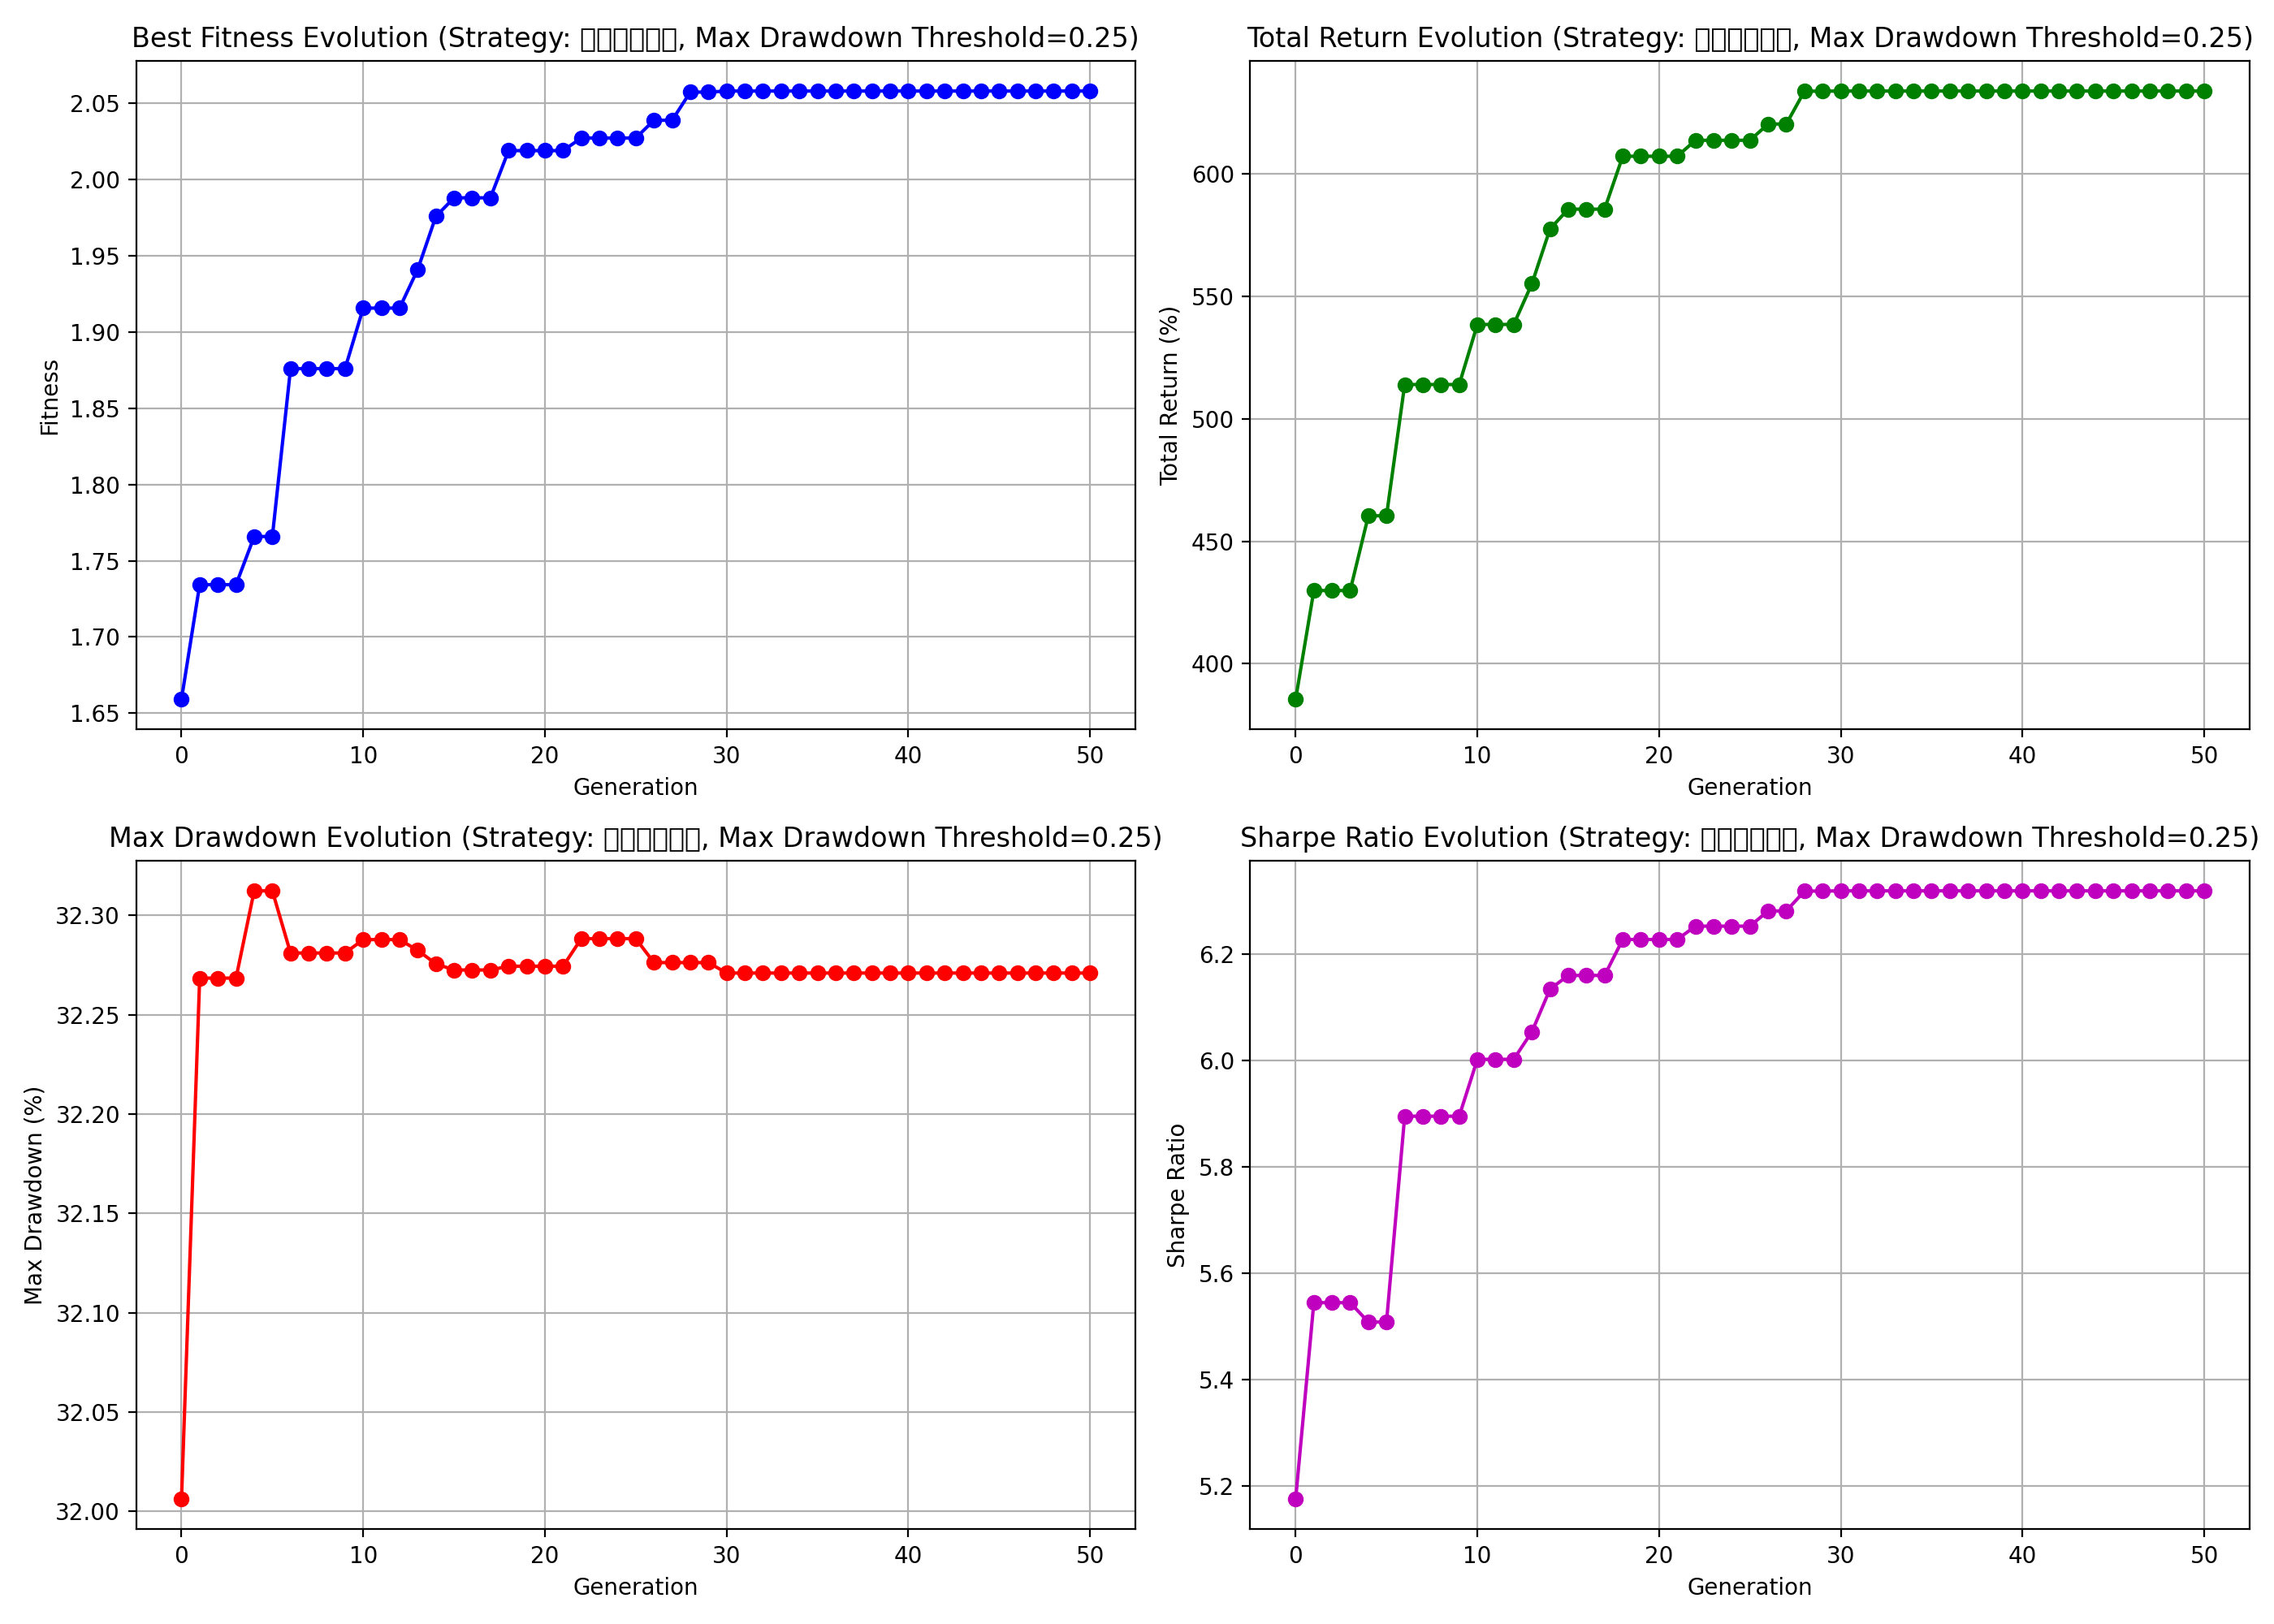 Best Fitness Evolution (Strategy: □□□□□□, Max Drawdown Threshold=0.25)
Fitness
2.05
2.00
1.95
1.90
1.85
1.80
1.75
1.70
1.65
0 10 20 30 40 50
Generation
Total Return Evolution (Strategy: □□□□□□, Max Drawdown Threshold=0.25)
Total Return (%)
600
550
500
450
400
0 10 20 30 40 50
Generation
Max Drawdown Evolution (Strategy: □□□□□□, Max Drawdown Threshold=0.25)
Max Drawdown (%)
32.30
32.25
32.20
32.15
32.10
32.05
32.00
0 10 20 30 40 50
Generation
Sharpe Ratio Evolution (Strategy: □□□□□□, Max Drawdown Threshold=0.25)
Sharpe Ratio
6.2
6.0
5.8
5.6
5.4
5.2
0 10 20 30 40 50
Generation